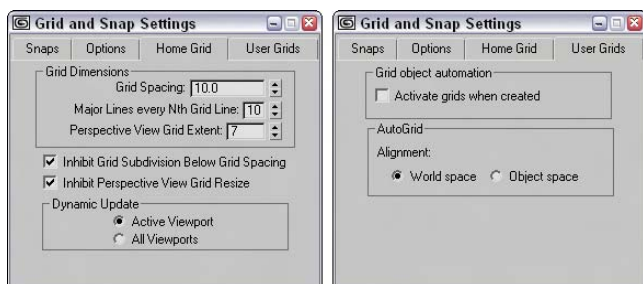 Grid and Snap Settings
Snaps Options Home Grid User Grids
Grid Dimensions
Grid Spacing: 10.0
Major Lines every Nth Grid Line: 10
Perspective View Grid Extent: 7
Inhibit Grid Subdivision Below Grid Spacing
Inhibit Perspective View Grid Resize
Dynamic Update
Active Viewport
All Viewports
Grid and Snap Settings
Snaps Options Home Grid User Grids
Grid object automation
Activate grids when created
AutoGrid
Alignment:
World space Object space